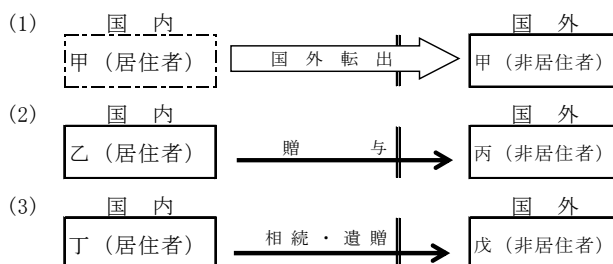 (1) 国内 国外
甲（居住者） 国外転出 甲（非居住者）
(2) 国内 国外
乙（居住者） 贈与 丙（非居住者）
(3) 国内 国外
丁（居住者） 相続・遺贈 戊（非居住者）